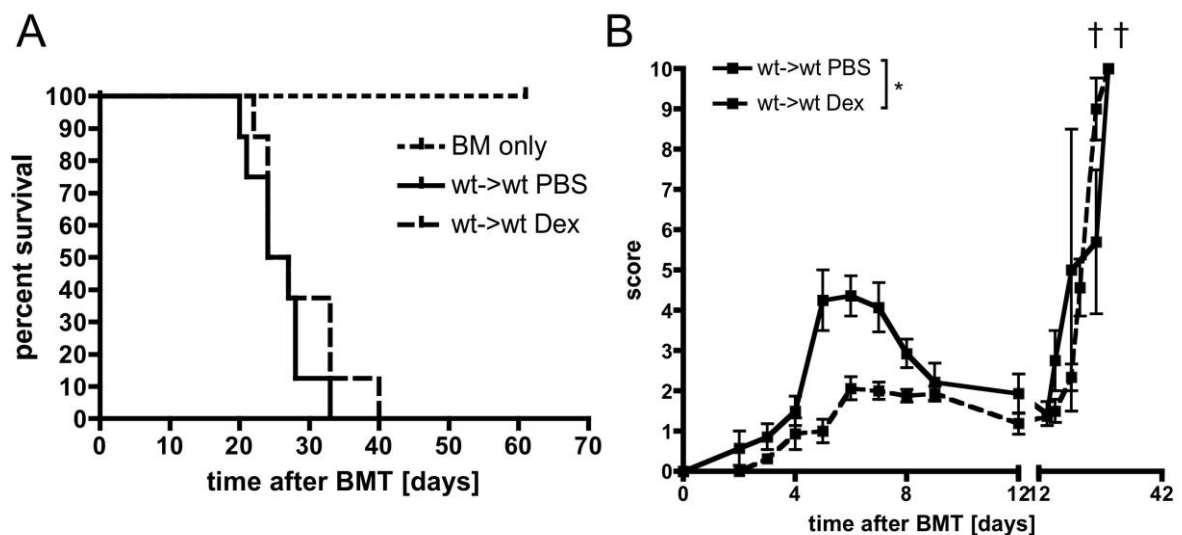 A
percent survival
100
90
80
70
60
50
40
30
20
10
0
0 10 20 30 40 50 60 70
time after BMT [days]
BM only
wt->wt PBS
wt->wt Dex
B
† †
wt->wt PBS
wt->wt Dex
*
score
10
9
8
7
6
5
4
3
2
1
0
0 4 8 12 12 42
time after BMT [days]